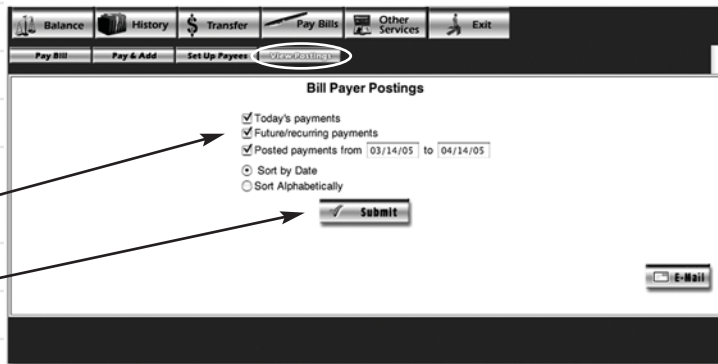 Balance History Transfer Pay Bills Other Services Exit
Pay Bill Pay & Add Set Up Payees View Postings
Bill Payer Postings
Today's payments
Future/recurring payments
Posted payments from 03/14/05 to 04/14/05
Sort by Date
Sort Alphabetically
Submit
E-Mail